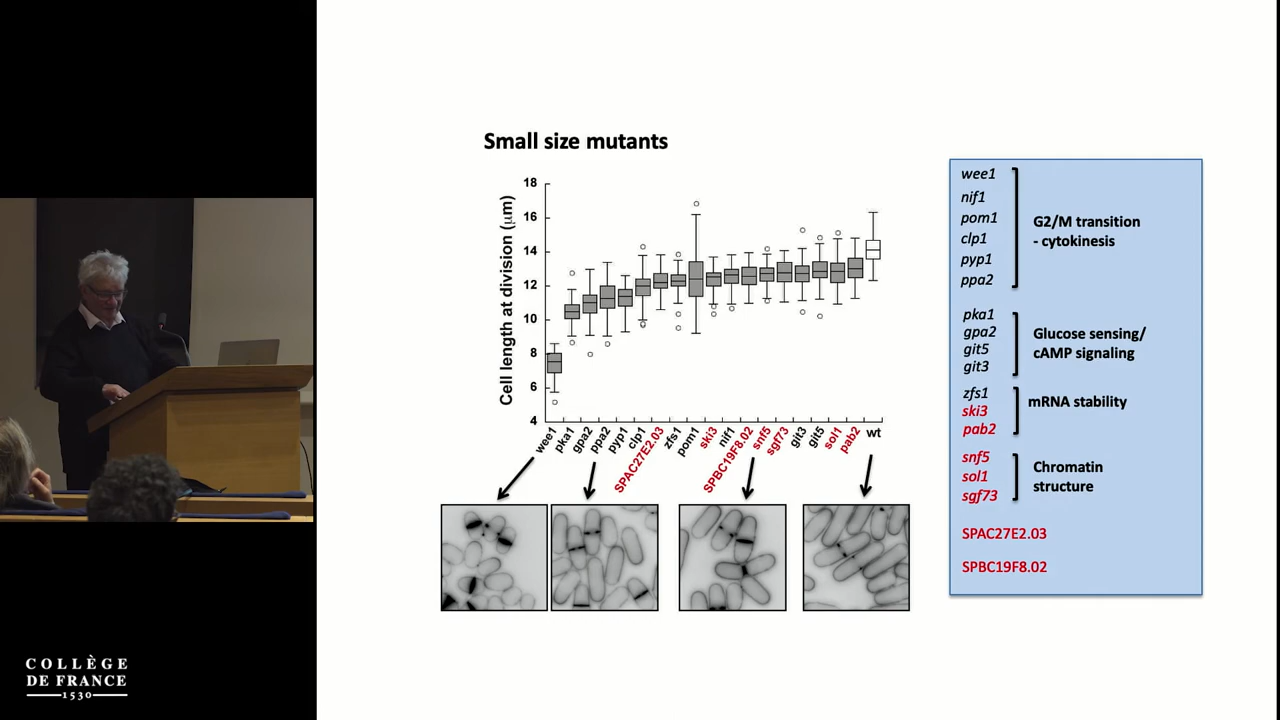 Small size mutants
Cell length at division (μm)
18
16
14
12
10
8
6
4
wee1
pka1
gpa2
ppa2
pyp1
clp1
SPAC27E2.03
zfs1
pom1
ski3
nif1
SPBC19F8.02
snf5
sgf73
git3
git5
sol1
pab2
wt
wee1
nif1
pom1
clp1
pyp1
ppa2
G2/M transition
- cytokinesis
pka1
gpa2
git5
git3
Glucose sensing/
cAMP signaling
zfs1
ski3
pab2
mRNA stability
snf5
sol1
sgf73
Chromatin
structure
SPAC27E2.03
SPBC19F8.02
COLLÈGE
DE FRANCE
1530